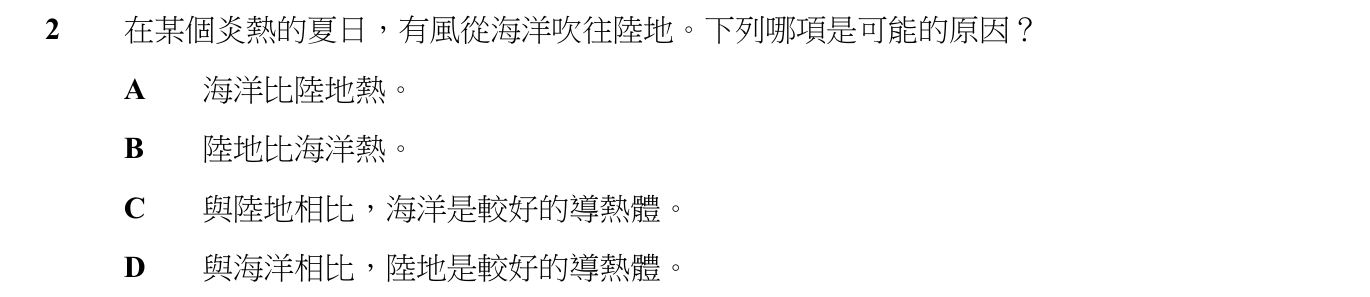 2 在某個炎熱的夏日，有風從海洋吹往陸地。下列哪項是可能的原因？
A 海洋比陸地熱。
B 陸地比海洋熱。
C 與陸地相比，海洋是較好的導熱體。
D 與海洋相比，陸地是較好的導熱體。